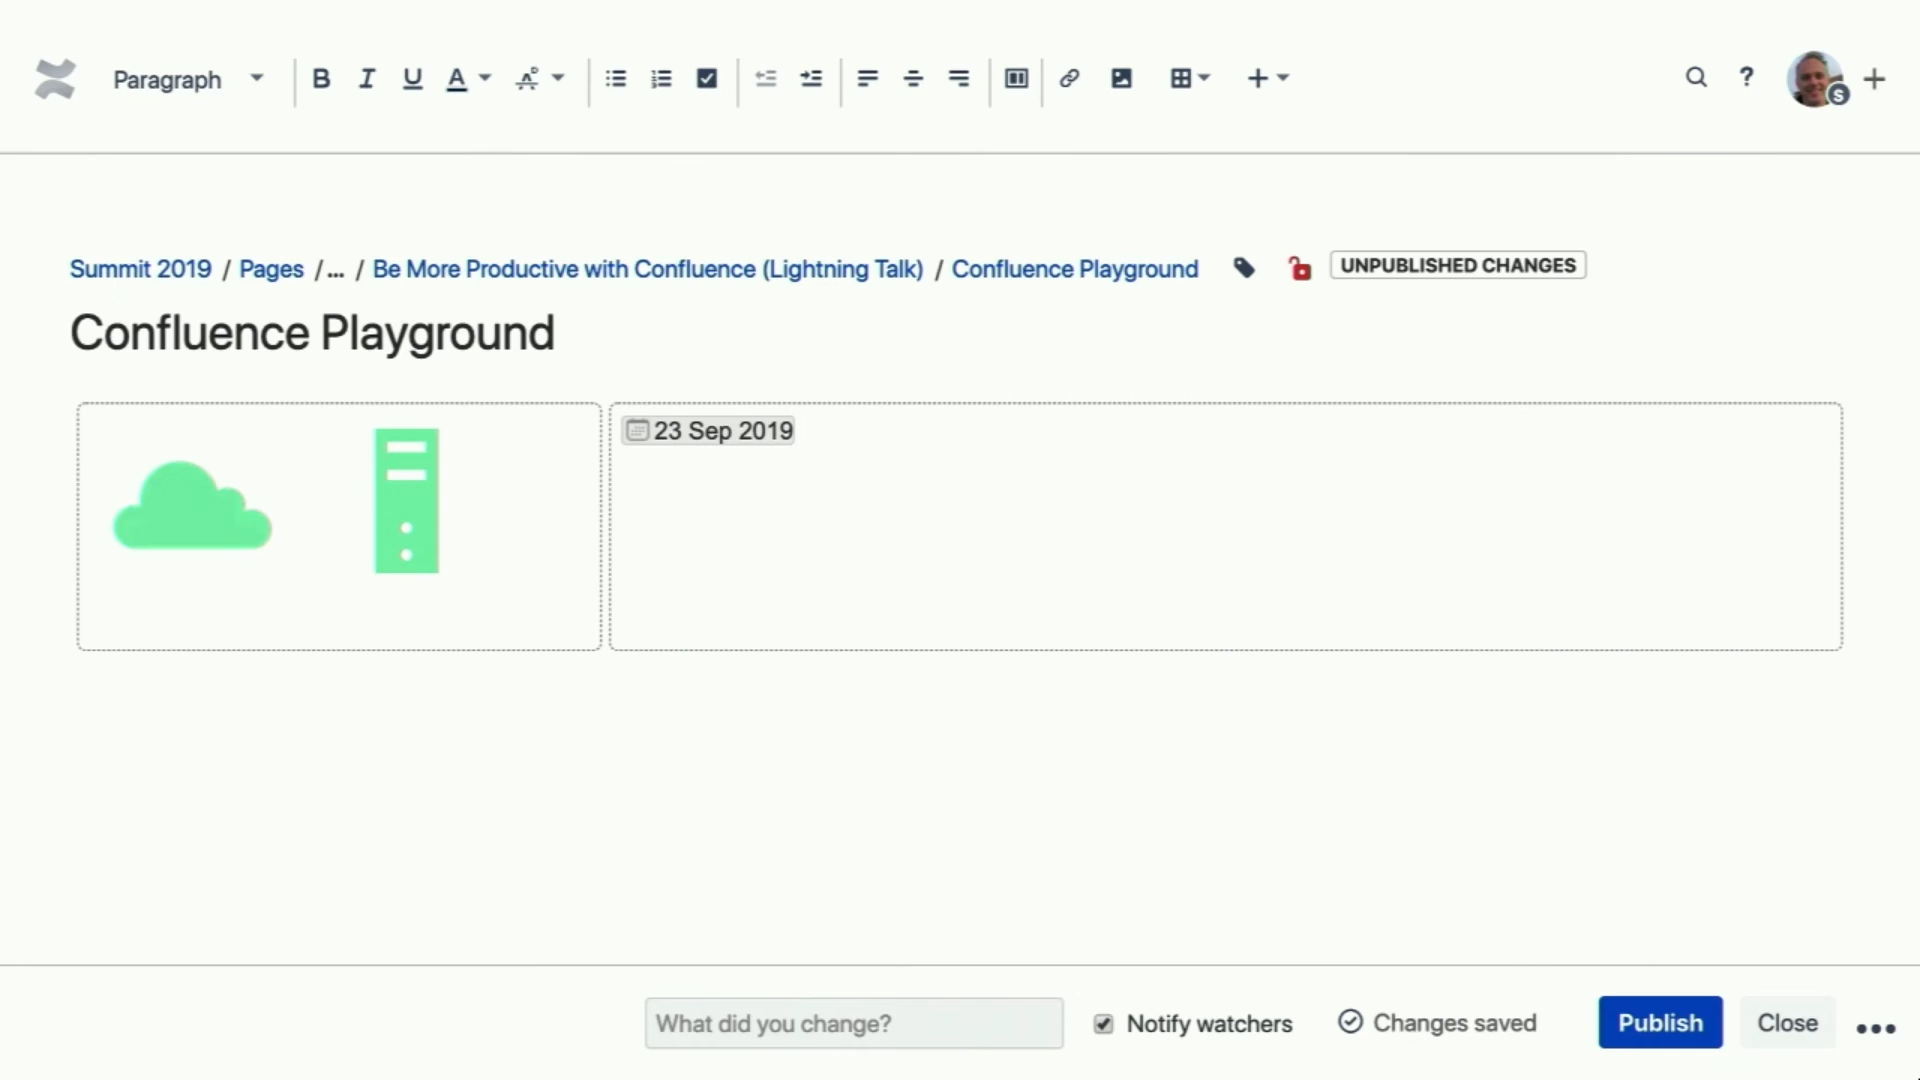 Paragraph
B I U A
?
S
Summit 2019 / Pages / ... / Be More Productive with Confluence (Lightning Talk) / Confluence Playground UNPUBLISHED CHANGES
Confluence Playground
23 Sep 2019
What did you change? Notify watchers Changes saved Publish Close